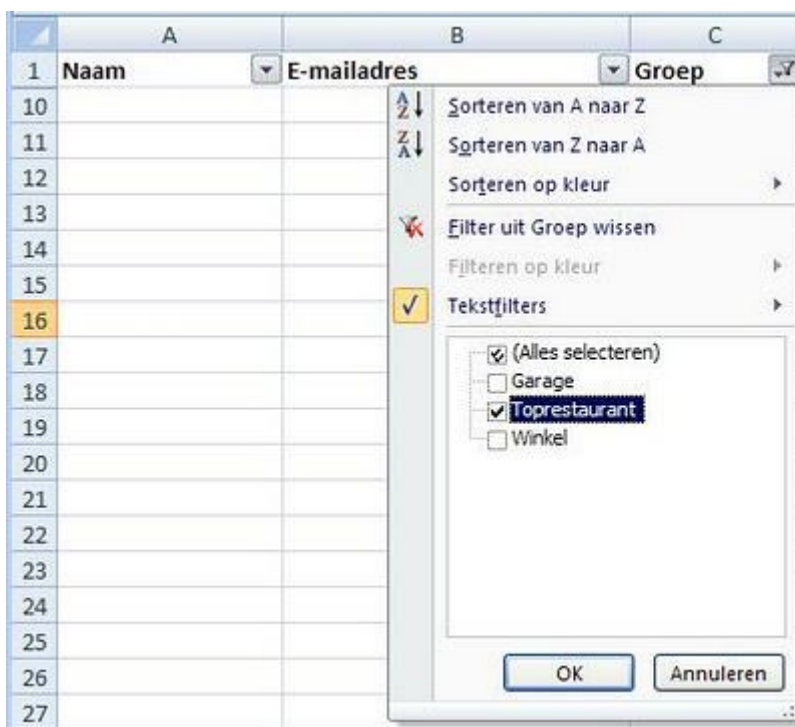 A B C
1 Naam E-mailadres Groep
10
11
12
13
14
15
16
17
18
19
20
21
22
23
24
25
26
27
Sorteren van A naar Z
Sorteren van Z naar A
Sorteren op kleur
Filter uit Groep wissen
Filteren op kleur
Tekstfilters
(Alles selecteren)
Garage
Toprestaurant
Winkel
OK Annuleren